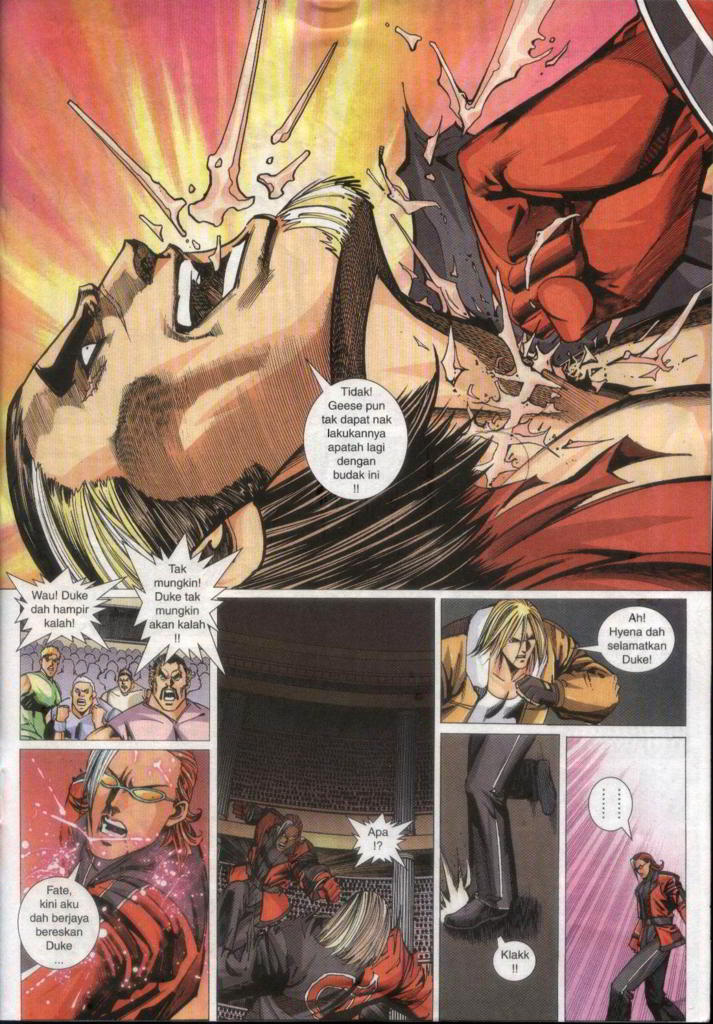 Tidak!
Geese pun
tak dapat nak
lakukannya
apatah lagi
dengan
budak ini
!!
Wau! Duke
dah hampir
kalah!
Tak
mungkin!
Duke tak
mungkin
akan kalah
!!
Fate,
kini aku
dah berjaya
bereskan
Duke
...
Apa
!?
Ah!
Hyena dah
selamatkan
Duke!
Klakk
!!